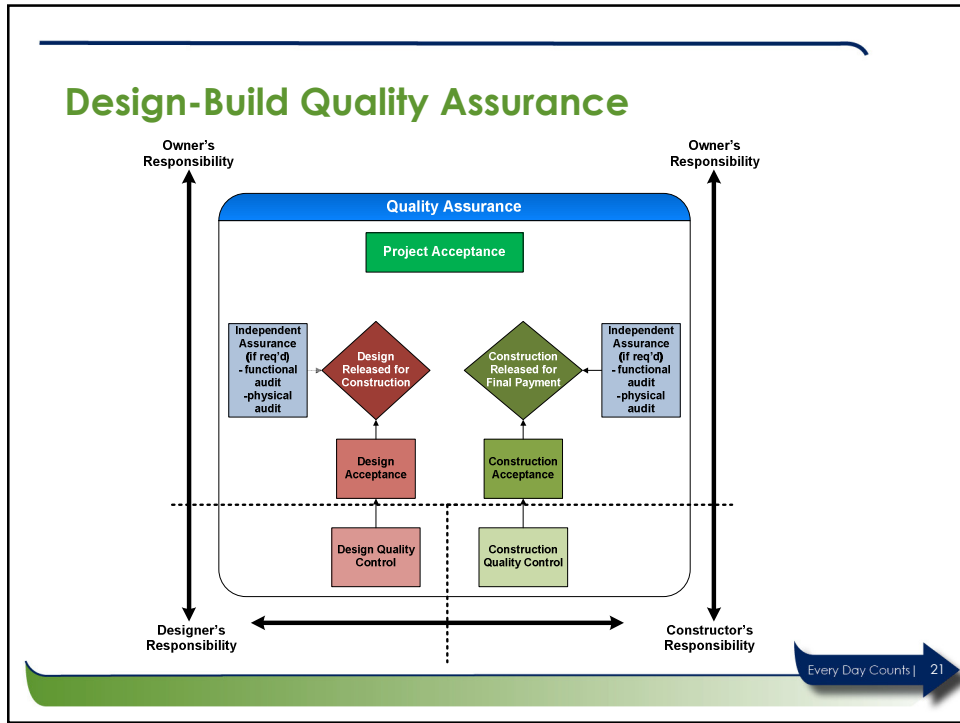 Design-Build Quality Assurance
Owner's
Responsibility
Owner's
Responsibility
Quality Assurance
Project Acceptance
Independent
Assurance
(if req'd)
- functional
audit
-physical
audit
Design
Released for
Construction
Construction
Released for
Final Payment
Independent
Assurance
(if req'd)
- functional
audit
-physical
audit
Design
Acceptance
Construction
Acceptance
Design Quality
Control
Construction
Quality Control
Designer's
Responsibility
Constructor's
Responsibility
Every Day Counts| 21